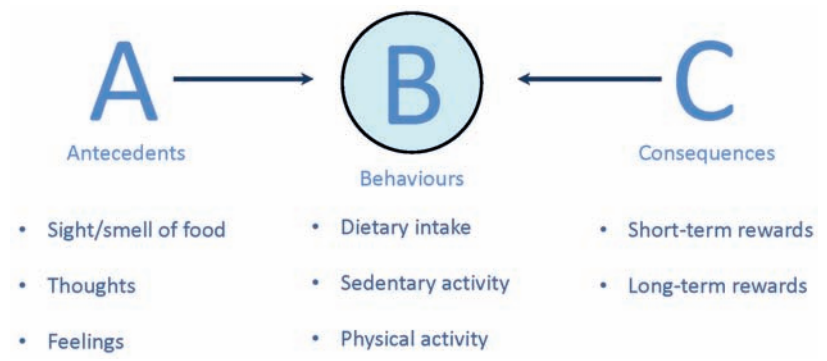 A
B
C
Antecedents
Behaviours
Consequences
• Sight/smell of food
• Thoughts
• Feelings
• Dietary intake
• Sedentary activity
• Physical activity
• Short-term rewards
• Long-term rewards